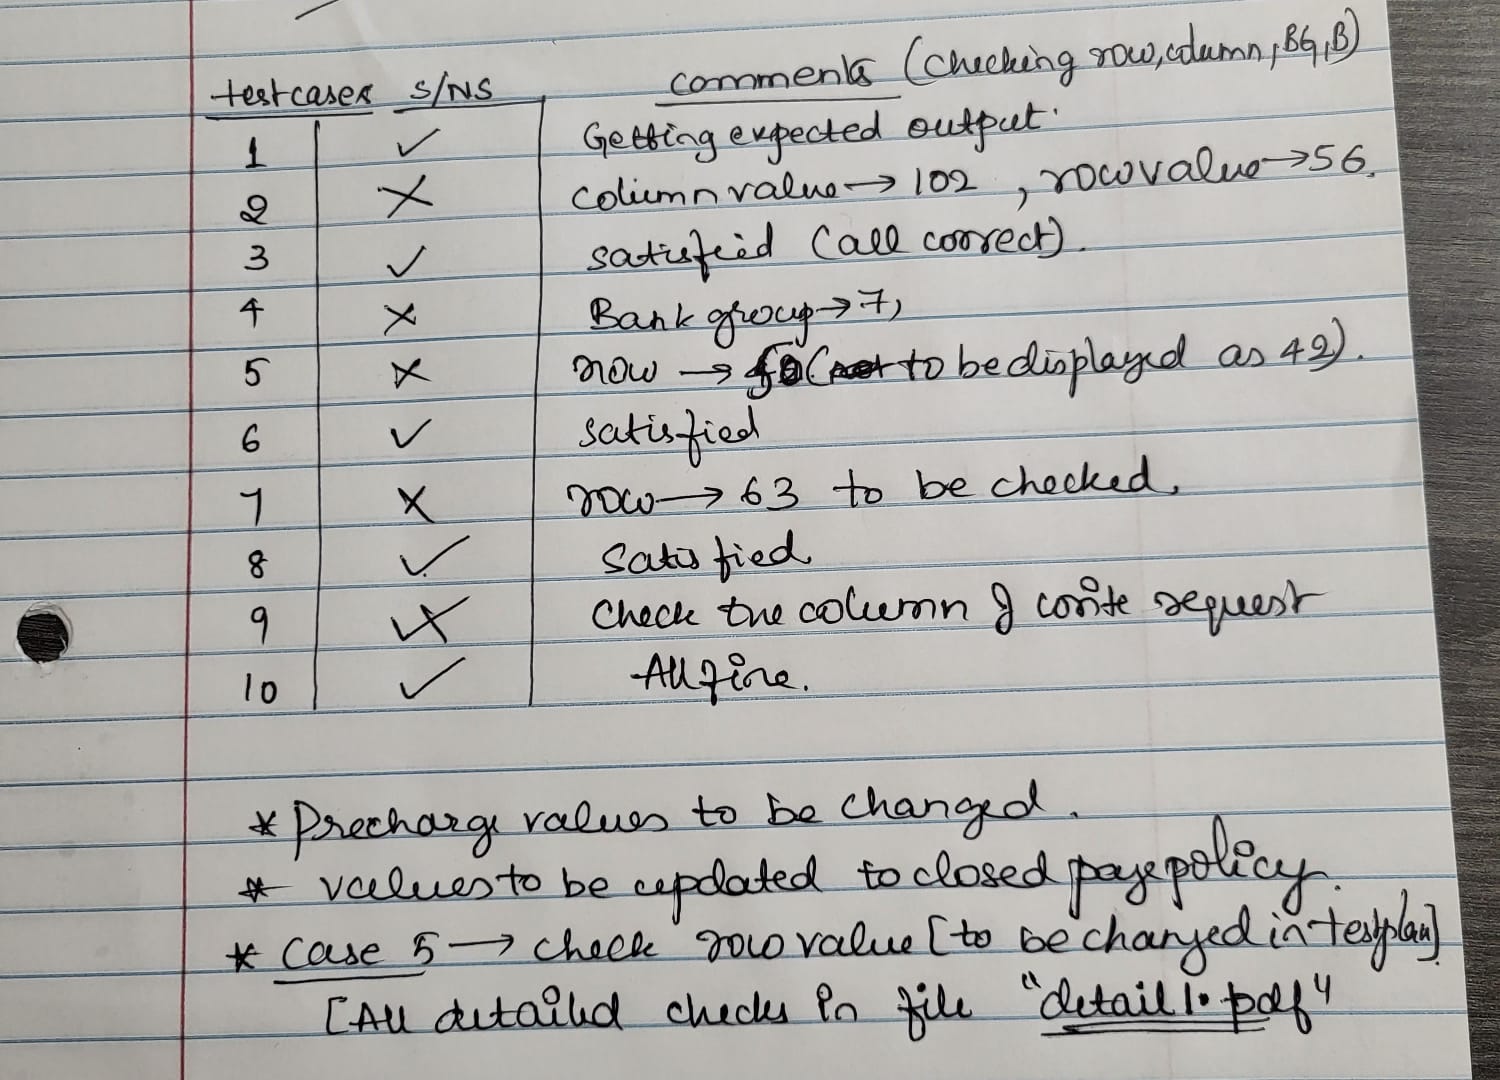 testcases S/NS comments (checking row,column,BG,B)
1 ✓ Getting expected output.
2 ✗ column value → 102 , row value → 56.
3 ✓ satisfied (all correct).
4 ✗ Bank group → 7,
5 ✗ row → (to be displayed as 42).
6 ✓ satisfied
7 ✗ row → 63 to be checked.
8 ✓ Satisfied
9 ✗ Check the column & write request
10 ✓ All fine.
* Precharge values to be changed.
* values to be updated to closed page policy.
* Case 5 → check row value [to be changed in testplan]
[All detailed checks in file "detail1.pdf"